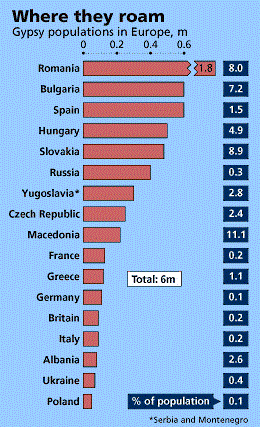 Where they roam
Gypsy populations in Europe, m
0 0.2 0.4 0.6
Romania 1.8 8.0
Bulgaria 7.2
Spain 1.5
Hungary 4.9
Slovakia 8.9
Russia 0.3
Yugoslavia* 2.8
Czech Republic 2.4
Macedonia 11.1
France 0.2
Greece Total: 6m 1.1
Germany 0.1
Britain 0.2
Italy 0.2
Albania 2.6
Ukraine 0.4
Poland % of population 0.1
*Serbia and Montenegro